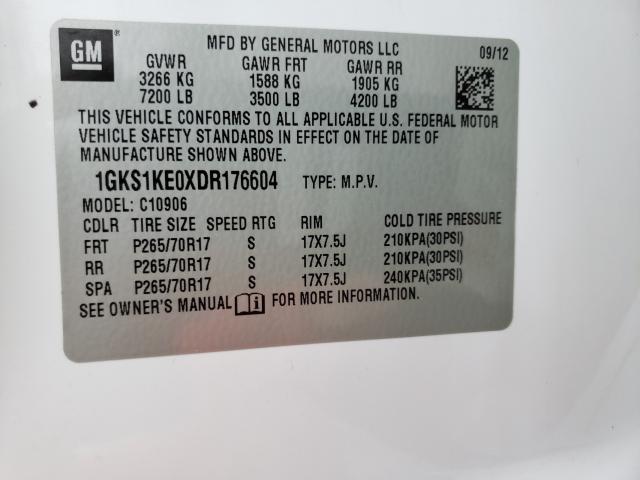 GM MFD BY GENERAL MOTORS LLC 09/12
GVWR GAWR FRT GAWR RR
3266 KG 1588 KG 1905 KG
7200 LB 3500 LB 4200 LB
THIS VEHICLE CONFORMS TO ALL APPLICABLE U.S. FEDERAL MOTOR
VEHICLE SAFETY STANDARDS IN EFFECT ON THE DATE OF
MANUFACTURE SHOWN ABOVE.
1GKS1KE0XDR176604 TYPE: M.P.V.
MODEL: C10906
CDLR TIRE SIZE SPEED RTG RIM COLD TIRE PRESSURE
FRT P265/70R17 S 17X7.5J 210KPA(30PSI)
RR P265/70R17 S 17X7.5J 210KPA(30PSI)
SPA P265/70R17 S 17X7.5J 240KPA(35PSI)
SEE OWNER'S MANUAL FOR MORE INFORMATION.